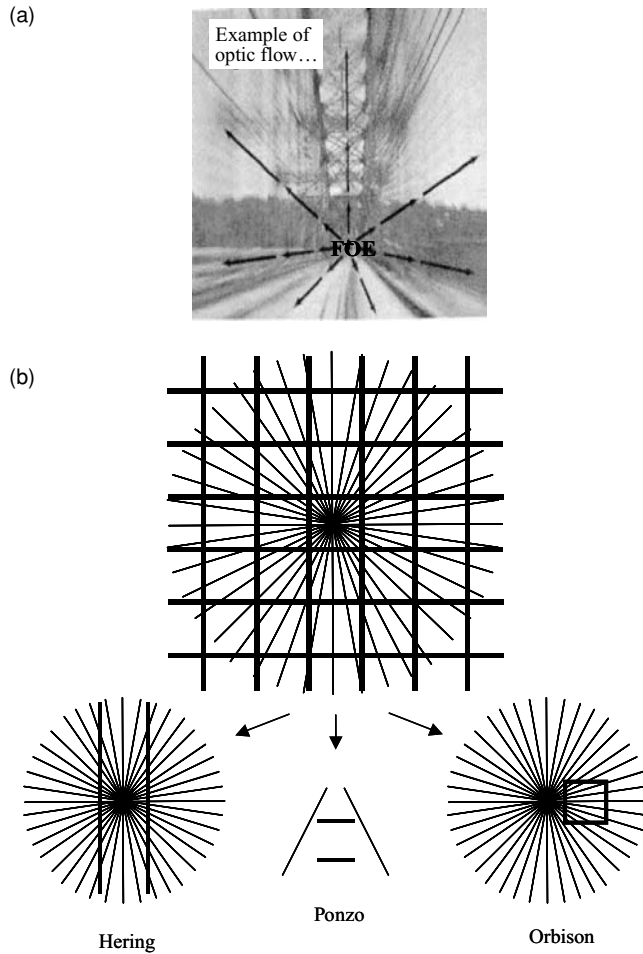 (a)
Example of
optic flow…
FOE
(b)
Hering
Ponzo
Orbison